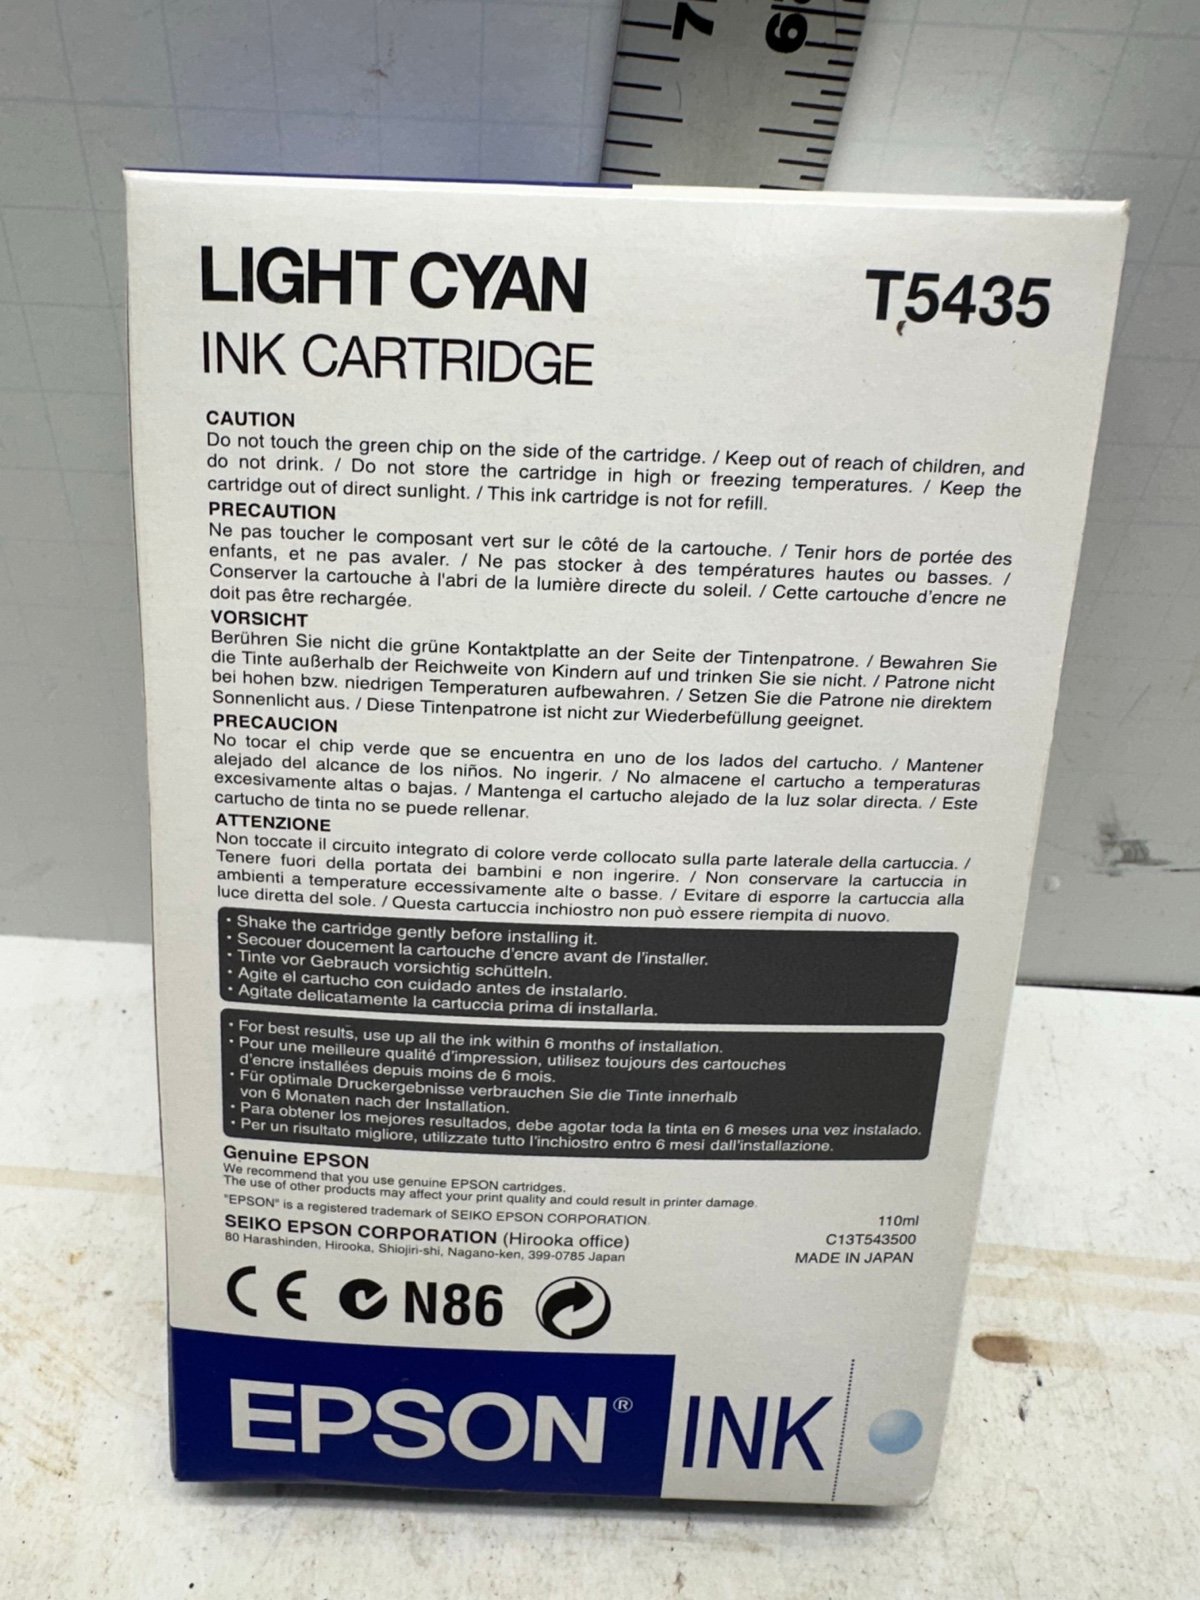 7
6
LIGHT CYAN
T5435
INK CARTRIDGE
CAUTION
Do not touch the green chip on the side of the cartridge. / Keep out of reach of children, and
do not drink. / Do not store the cartridge in high or freezing temperatures. / Keep the
cartridge out of direct sunlight. / This ink cartridge is not for refill.
PRECAUTION
Ne pas toucher le composant vert sur le côté de la cartouche. / Tenir hors de portée des
enfants, et ne pas avaler. / Ne pas stocker à des températures hautes ou basses. /
Conserver la cartouche à l'abri de la lumière directe du soleil. / Cette cartouche d'encre ne
doit pas être rechargée.
VORSICHT
Berühren Sie nicht die grüne Kontaktplatte an der Seite der Tintenpatrone. / Bewahren Sie
die Tinte außerhalb der Reichweite von Kindern auf und trinken Sie sie nicht. / Patrone nicht
bei hohen bzw. niedrigen Temperaturen aufbewahren. / Setzen Sie die Patrone nie direktem
Sonnenlicht aus. / Diese Tintenpatrone ist nicht zur Wiederbefüllung geeignet.
PRECAUCION
No tocar el chip verde que se encuentra en uno de los lados del cartucho. / Mantener
alejado del alcance de los niños. No ingerir. / No almacene el cartucho a temperaturas
excesivamente altas o bajas. / Mantenga el cartucho alejado de la luz solar directa. / Este
cartucho de tinta no se puede rellenar.
ATTENZIONE
Non toccate il circuito integrato di colore verde collocato sulla parte laterale della cartuccia. /
Tenere fuori della portata dei bambini e non ingerire. / Non conservare la cartuccia in
ambienti a temperature eccessivamente alte o basse. / Evitare di esporre la cartuccia alla
luce diretta del sole. / Questa cartuccia inchiostro non può essere riempita di nuovo.
• Shake the cartridge gently before installing it.
• Secouer doucement la cartouche d'encre avant de l'installer.
• Tinte vor Gebrauch vorsichtig schütteln.
• Agite el cartucho con cuidado antes de instalarlo.
• Agitate delicatamente la cartuccia prima di installarla.
• For best results, use up all the ink within 6 months of installation.
• Pour une meilleure qualité d'impression, utilisez toujours des cartouches
d'encre installées depuis moins de 6 mois.
• Für optimale Druckergebnisse verbrauchen Sie die Tinte innerhalb
von 6 Monaten nach der Installation.
• Para obtener los mejores resultados, debe agotar toda la tinta en 6 meses una vez instalado.
• Per un risultato migliore, utilizzate tutto l'inchiostro entro 6 mesi dall'installazione.
Genuine EPSON
We recommend that you use genuine EPSON cartridges.
The use of other products may affect your print quality and could result in printer damage.
"EPSON" is a registered trademark of SEIKO EPSON CORPORATION.
SEIKO EPSON CORPORATION (Hirooka office)
80 Harashinden, Hirooka, Shiojiri-shi, Nagano-ken, 399-0785 Japan
110ml
C13T543500
MADE IN JAPAN
CE N86
EPSON® INK